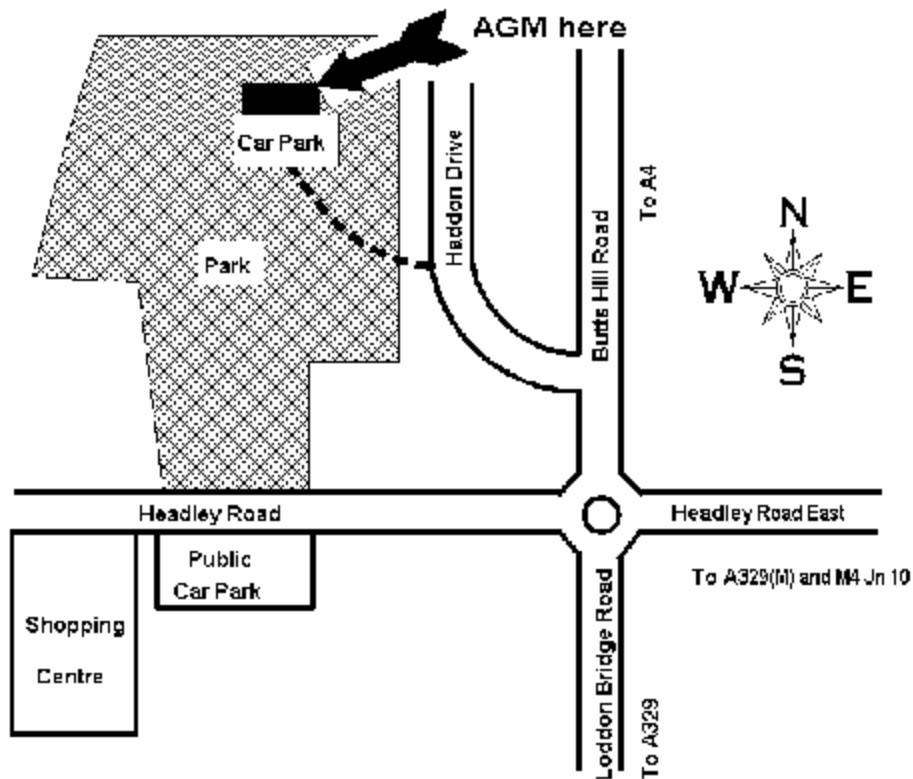 AGM here
Car Park
Haddon Drive
To A4
Park
Butts Hill Road
N
W
E
S
Headley Road
Headley Road East
Public
Car Park
To A329(M) and M4 Jn 10
Shopping
Centre
Loddon Bridge Road
To A329